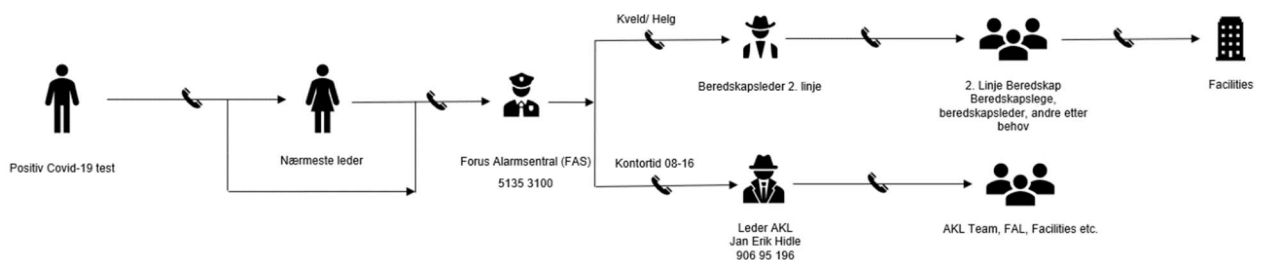 Positiv Covid-19 test
Nærmeste leder
Forus Alarmsentral (FAS)
5135 3100
Kveld/ Helg
Beredskapsleder 2. linje
2. Linje Beredskap
Beredskapslege,
beredskapsleder, andre etter
behov
Facilities
Kontortid 08-16
Leder AKL
Jan Erik Hidle
906 95 196
AKL Team, FAL, Facilities etc.